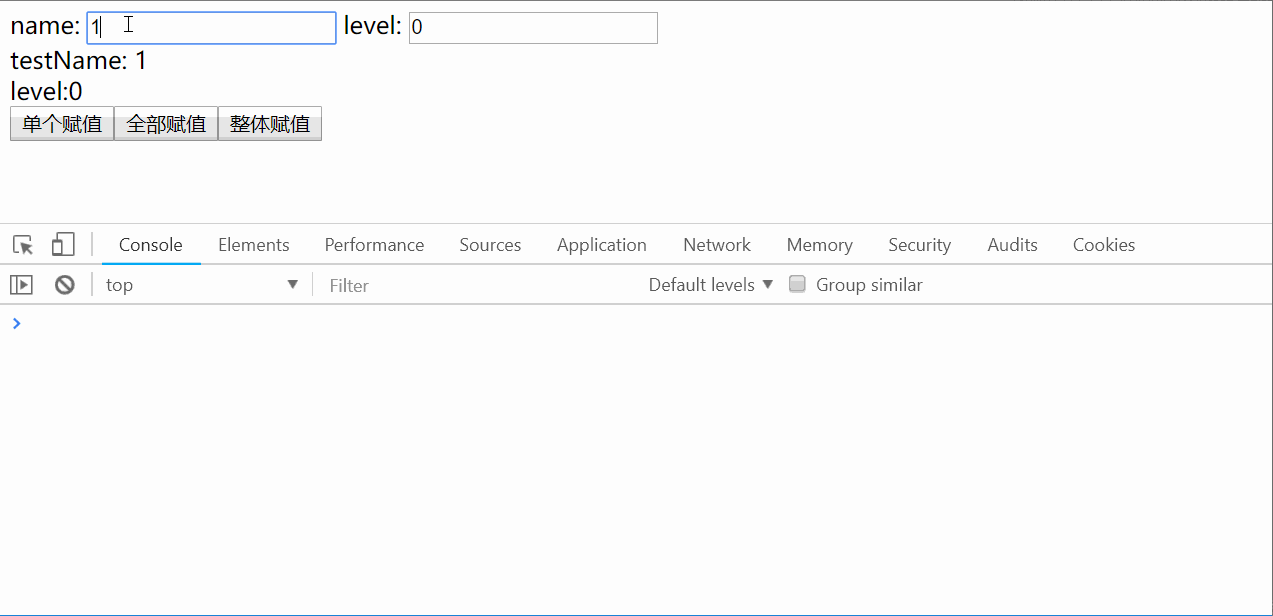 name: 1 level: 0
testName: 1
level:0
单个赋值 全部赋值 整体赋值
Console Elements Performance Sources Application Network Memory Security Audits Cookies
top Filter Default levels Group similar